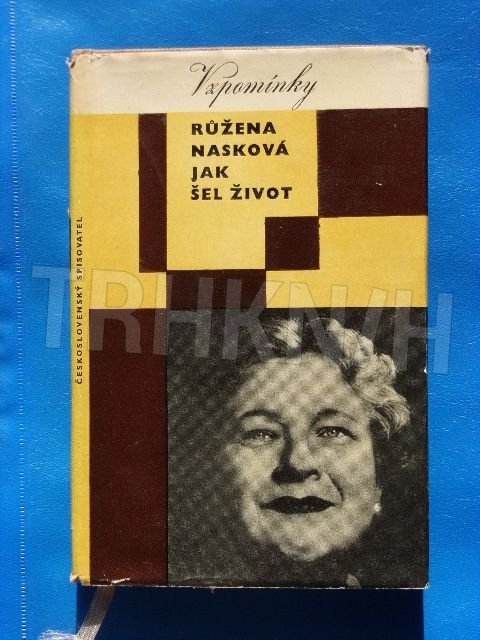 Vzpomínky
RŮŽENA
NASKOVÁ
JAK
ŠEL ŽIVOT
ČESKOSLOVENSKÝ SPISOVATEL
TRHKNIH